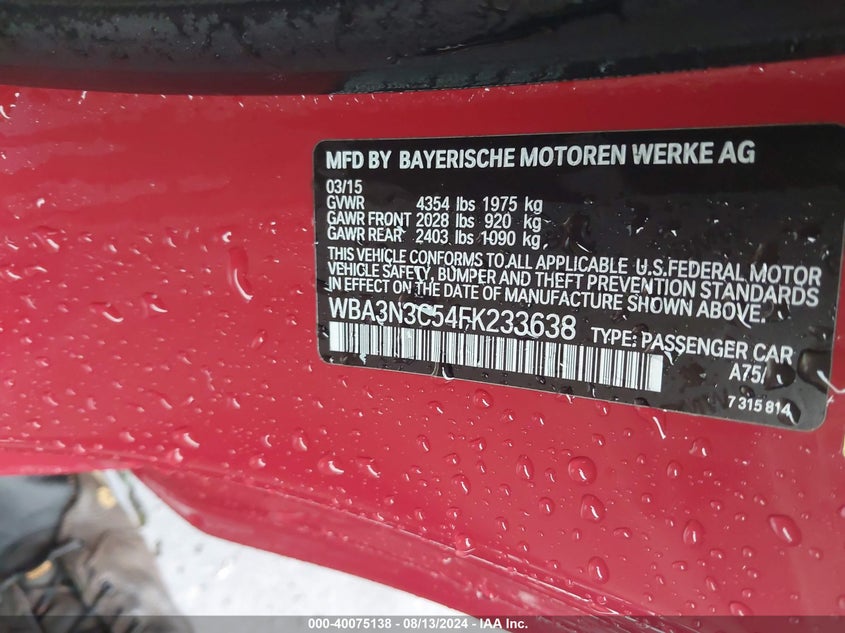 MFD BY BAYERISCHE MOTOREN WERKE AG
03/15
GVWR 4354 lbs 1975 kg
GAWR FRONT 2028 lbs 920 kg
GAWR REAR 2403 lbs 1090 kg
THIS VEHICLE CONFORMS TO ALL APPLICABLE U.S.FEDERAL MOTOR
VEHICLE SAFETY, BUMPER AND THEFT PREVENTION STANDARDS
IN EFFECT ON THE DATE OF MANUFACTURE SHOWN ABOVE.
WBA3N3C54FK233638 TYPE: PASSENGER CAR
A75/
7 315 814
000-40075138 - 08/13/2024 - IAA Inc.